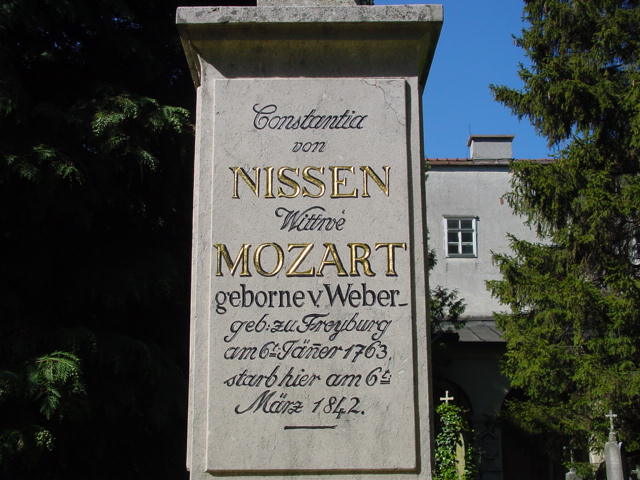 Constantia
von
NISSEN
Wittwe
MOZART
geborne v. Weber_
geb: zu Freyburg
am 6t: Jäner 1763,
starb hier am 6t:
März 1842.